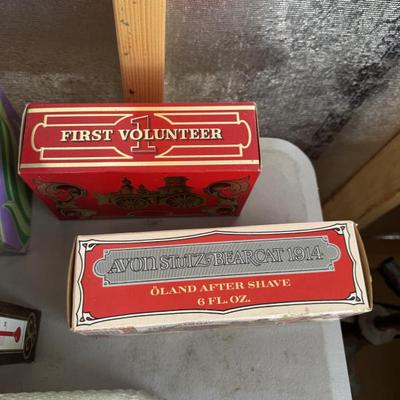 1
FIRST VOLUNTEER
AVON STUTZ-BEARCAT 1914
ÖLAND AFTER SHAVE
6 FL. OZ.